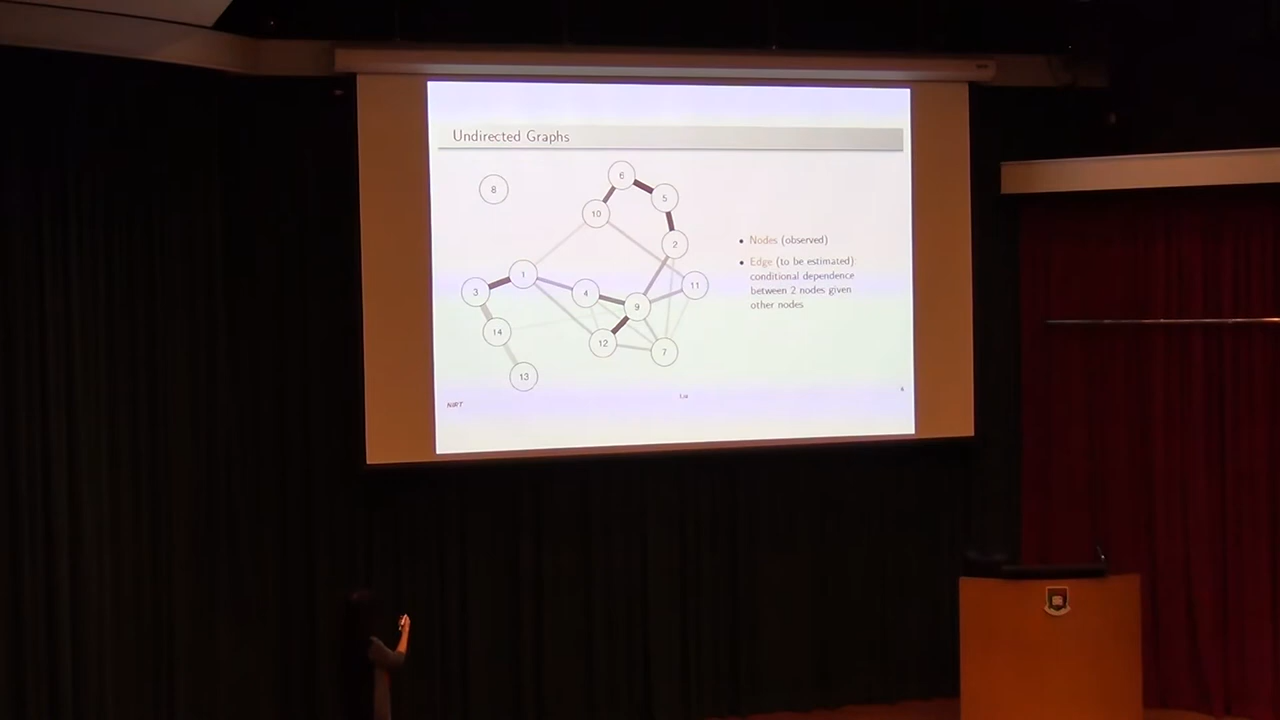 Undirected Graphs
8
6
5
10
2
1
3
4
9
11
14
12
7
13
• Nodes (observed)
• Edge (to be estimated):
conditional dependence
between 2 nodes given
other nodes